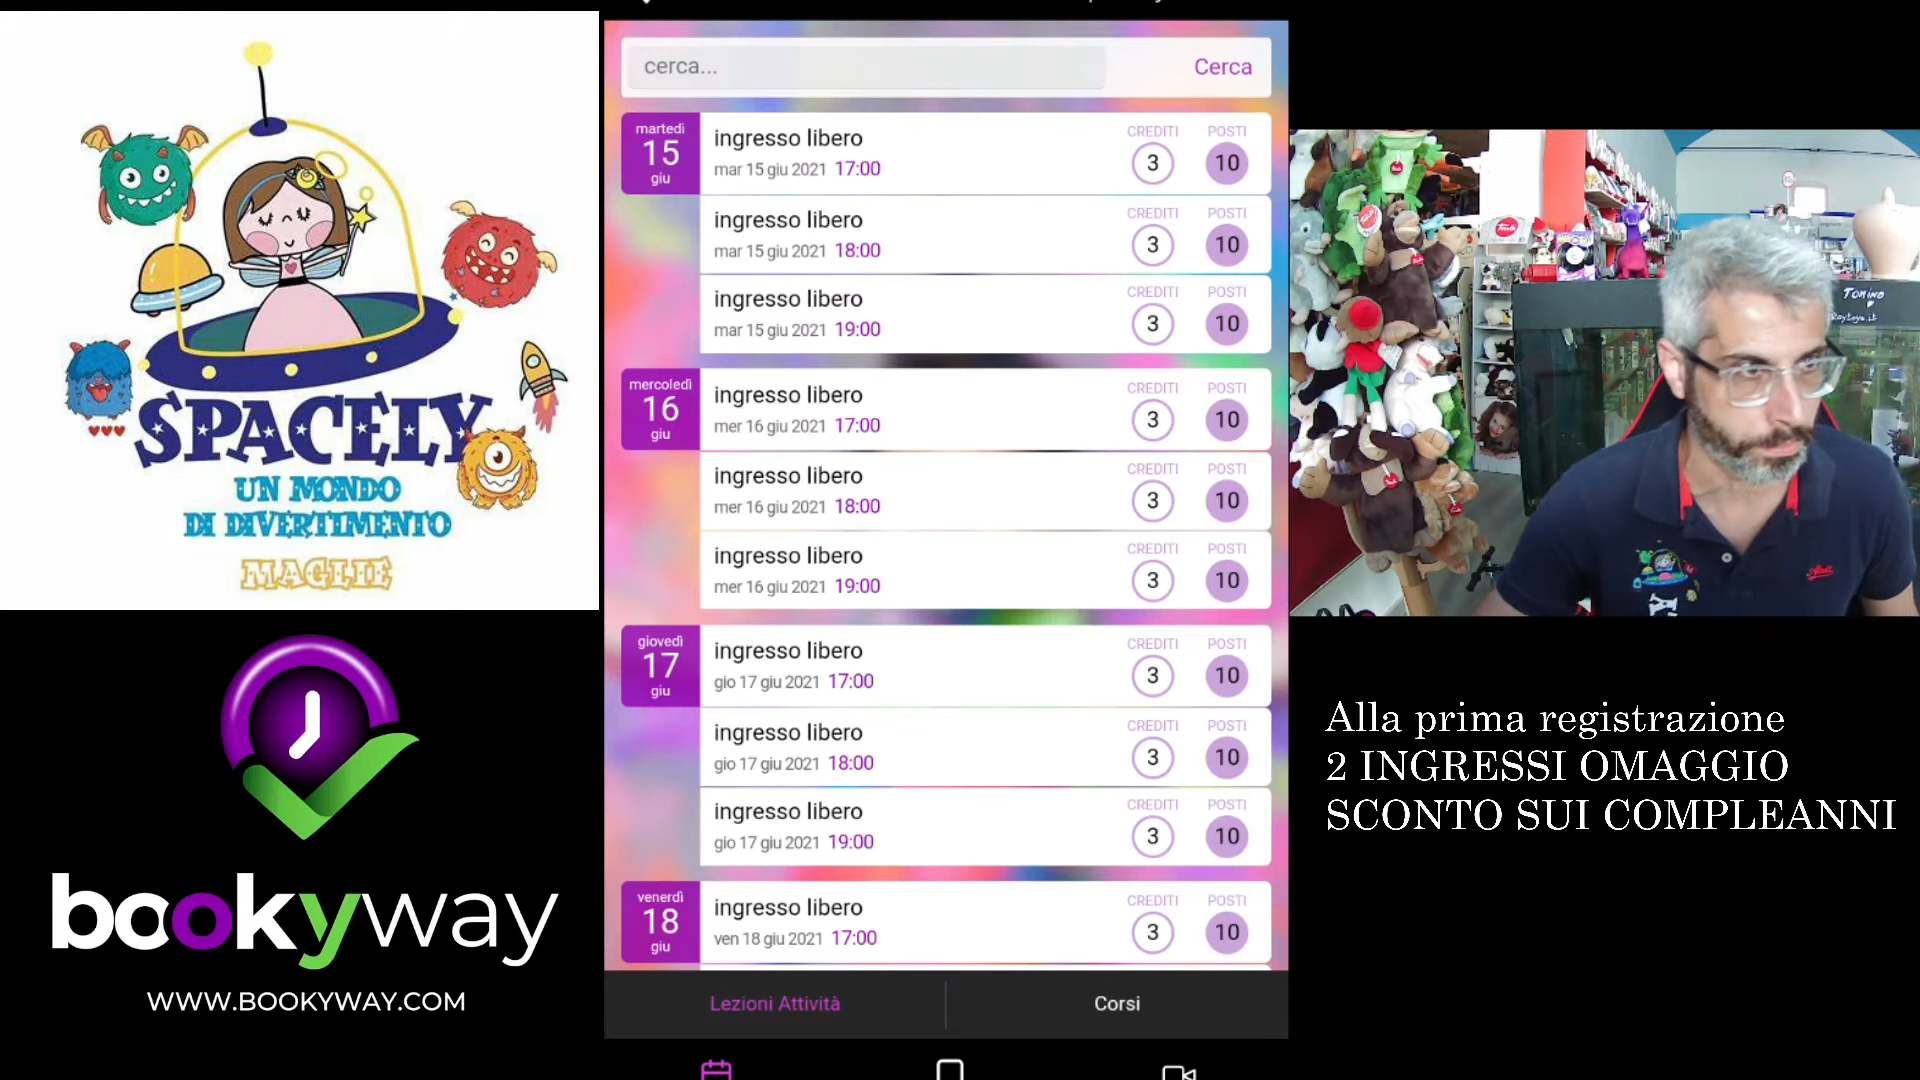 SPACELY
UN MONDO
DI DIVERTIMENTO
MAGLIE
bookyway
WWW.BOOKYWAY.COM
cerca...
Cerca
martedì
15
giu
ingresso libero
mar 15 giu 2021 17:00
CREDITI
3
POSTI
10
ingresso libero
mar 15 giu 2021 18:00
CREDITI
3
POSTI
10
ingresso libero
mar 15 giu 2021 19:00
CREDITI
3
POSTI
10
mercoledì
16
giu
ingresso libero
mer 16 giu 2021 17:00
CREDITI
3
POSTI
10
ingresso libero
mer 16 giu 2021 18:00
CREDITI
3
POSTI
10
ingresso libero
mer 16 giu 2021 19:00
CREDITI
3
POSTI
10
giovedì
17
giu
ingresso libero
gio 17 giu 2021 17:00
CREDITI
3
POSTI
10
ingresso libero
gio 17 giu 2021 18:00
CREDITI
3
POSTI
10
ingresso libero
gio 17 giu 2021 19:00
CREDITI
3
POSTI
10
venerdì
18
giu
ingresso libero
ven 18 giu 2021 17:00
CREDITI
3
POSTI
10
Lezioni Attività
Corsi
Tomino
Alla prima registrazione
2 INGRESSI OMAGGIO
SCONTO SUI COMPLEANNI